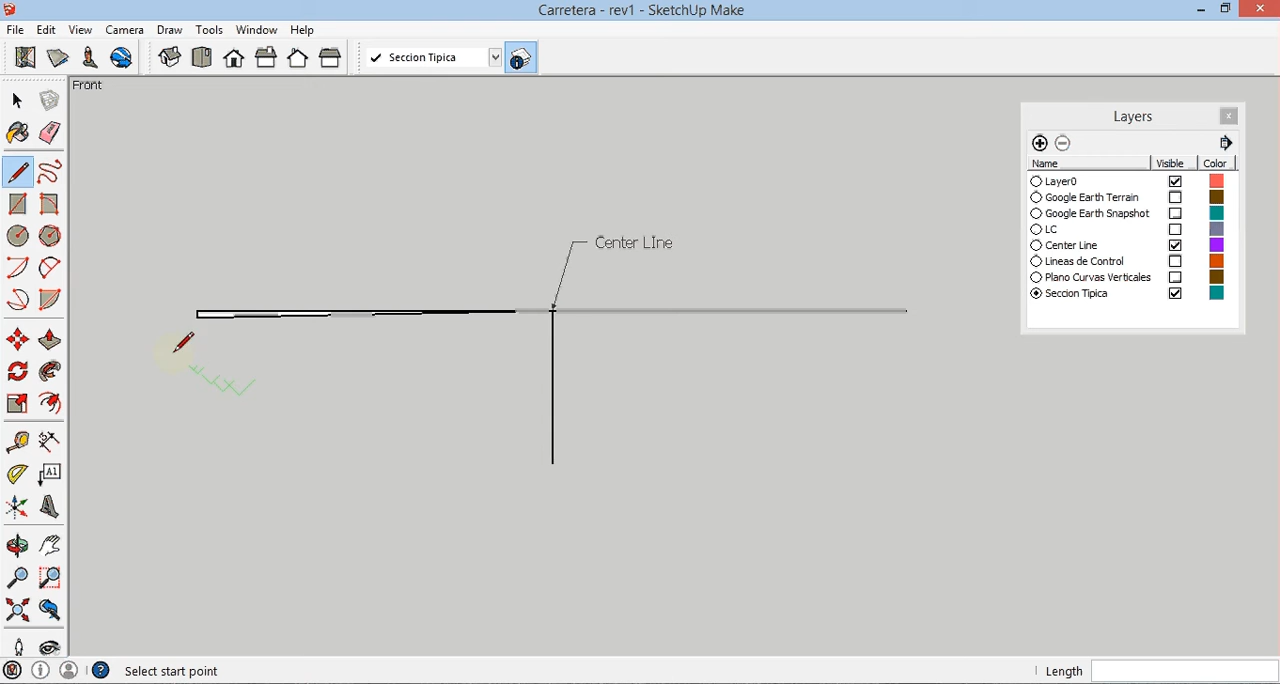 Carretera - rev1 - SketchUp Make
File Edit View Camera Draw Tools Window Help
Seccion Tipica
Front
Layers
Name Visible Color
Layer0
Google Earth Terrain
Google Earth Snapshot
LC
Center Line
Lineas de Control
Plano Curvas Verticales
Seccion Tipica
Center LIne
A1
Select start point
Length